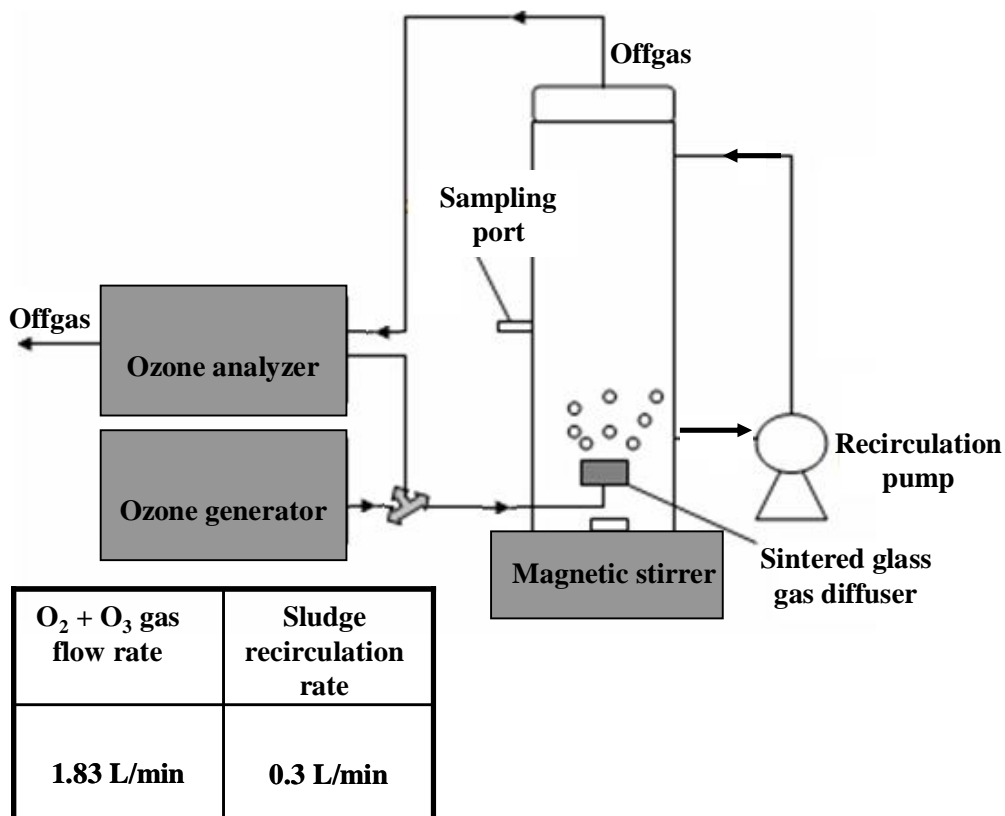 Offgas
Sampling
port
Offgas
Ozone analyzer
Recirculation
pump
Ozone generator
Sintered glass
gas diffuser
Magnetic stirrer
O₂ + O₃ gas
flow rate
Sludge
recirculation
rate
1.83 L/min
0.3 L/min